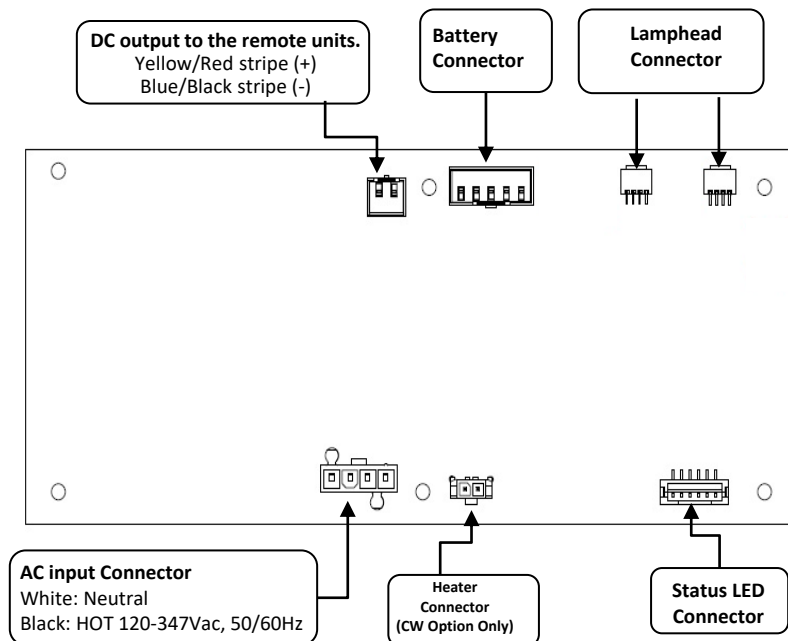 DC output to the remote units.
Yellow/Red stripe (+)
Blue/Black stripe (-)
Battery
Connector
Lamphead
Connector
AC input Connector
White: Neutral
Black: HOT 120-347Vac, 50/60Hz
Heater
Connector
(CW Option Only)
Status LED
Connector